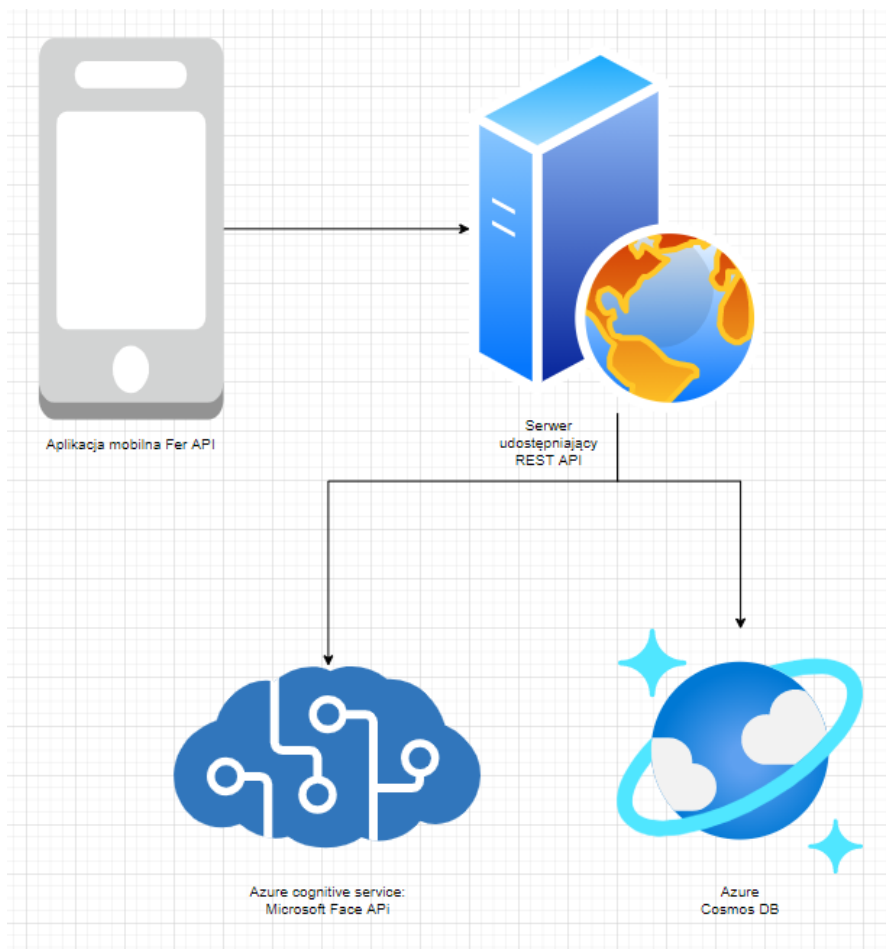 Aplikacja mobilna Fer API
Serwer
udostępniający
REST API
Azure cognitive service:
Microsoft Face APi
Azure
Cosmos DB